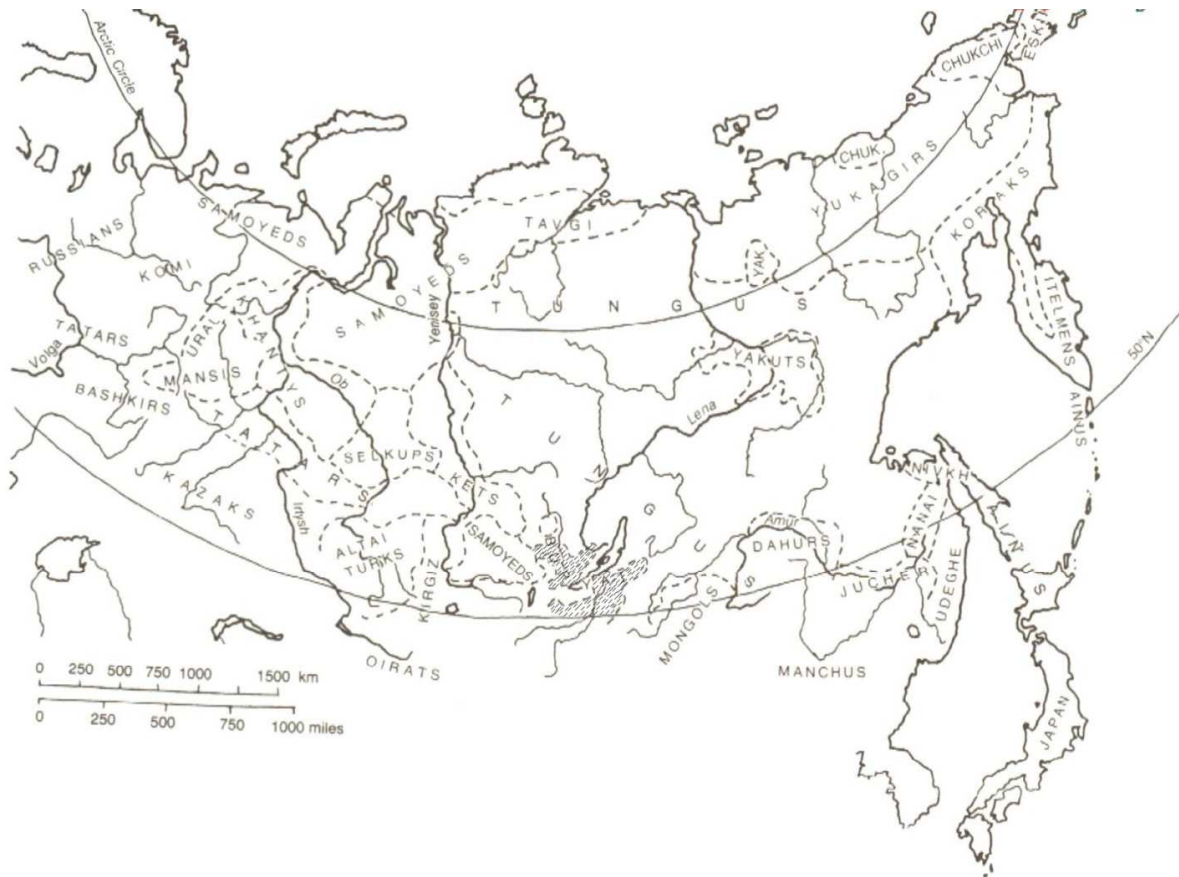 Arctic Circle
CHUKCHI
ESK
CHUK.
YUKAGIRS
KORYAKS
SAMOYEDS
TAVGI
RUSSIANS
KOMI
SAMOYEDS
YAK
TUNGUS
Yenisey
ITELMENS
URAL
KHANTYS
TATARS
Volga
MANSIS
BASHKIRS
Ob
YAKUTS
Lena
50°N
AINUS
TATARS
TUNGUS
SELKUPS
KETS
KAZAKS
NIVKH
NANAI
AINUS
Irtysh
Amur
DAHURS
ALTAI
TURKS
SAMOYEDS
KIRGIZ
JUCHER
UDEGHE
MONGOLS
OIRATS
MANCHUS
0 250 500 750 1000 1500 km
0 250 500 750 1000 miles
JAPAN